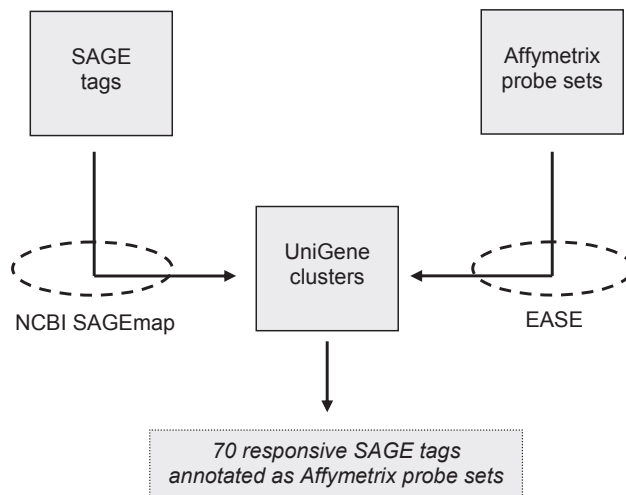 SAGE
tags
Affymetrix
probe sets
UniGene
clusters
NCBI SAGEmap
EASE
70 responsive SAGE tags
annotated as Affymetrix probe sets